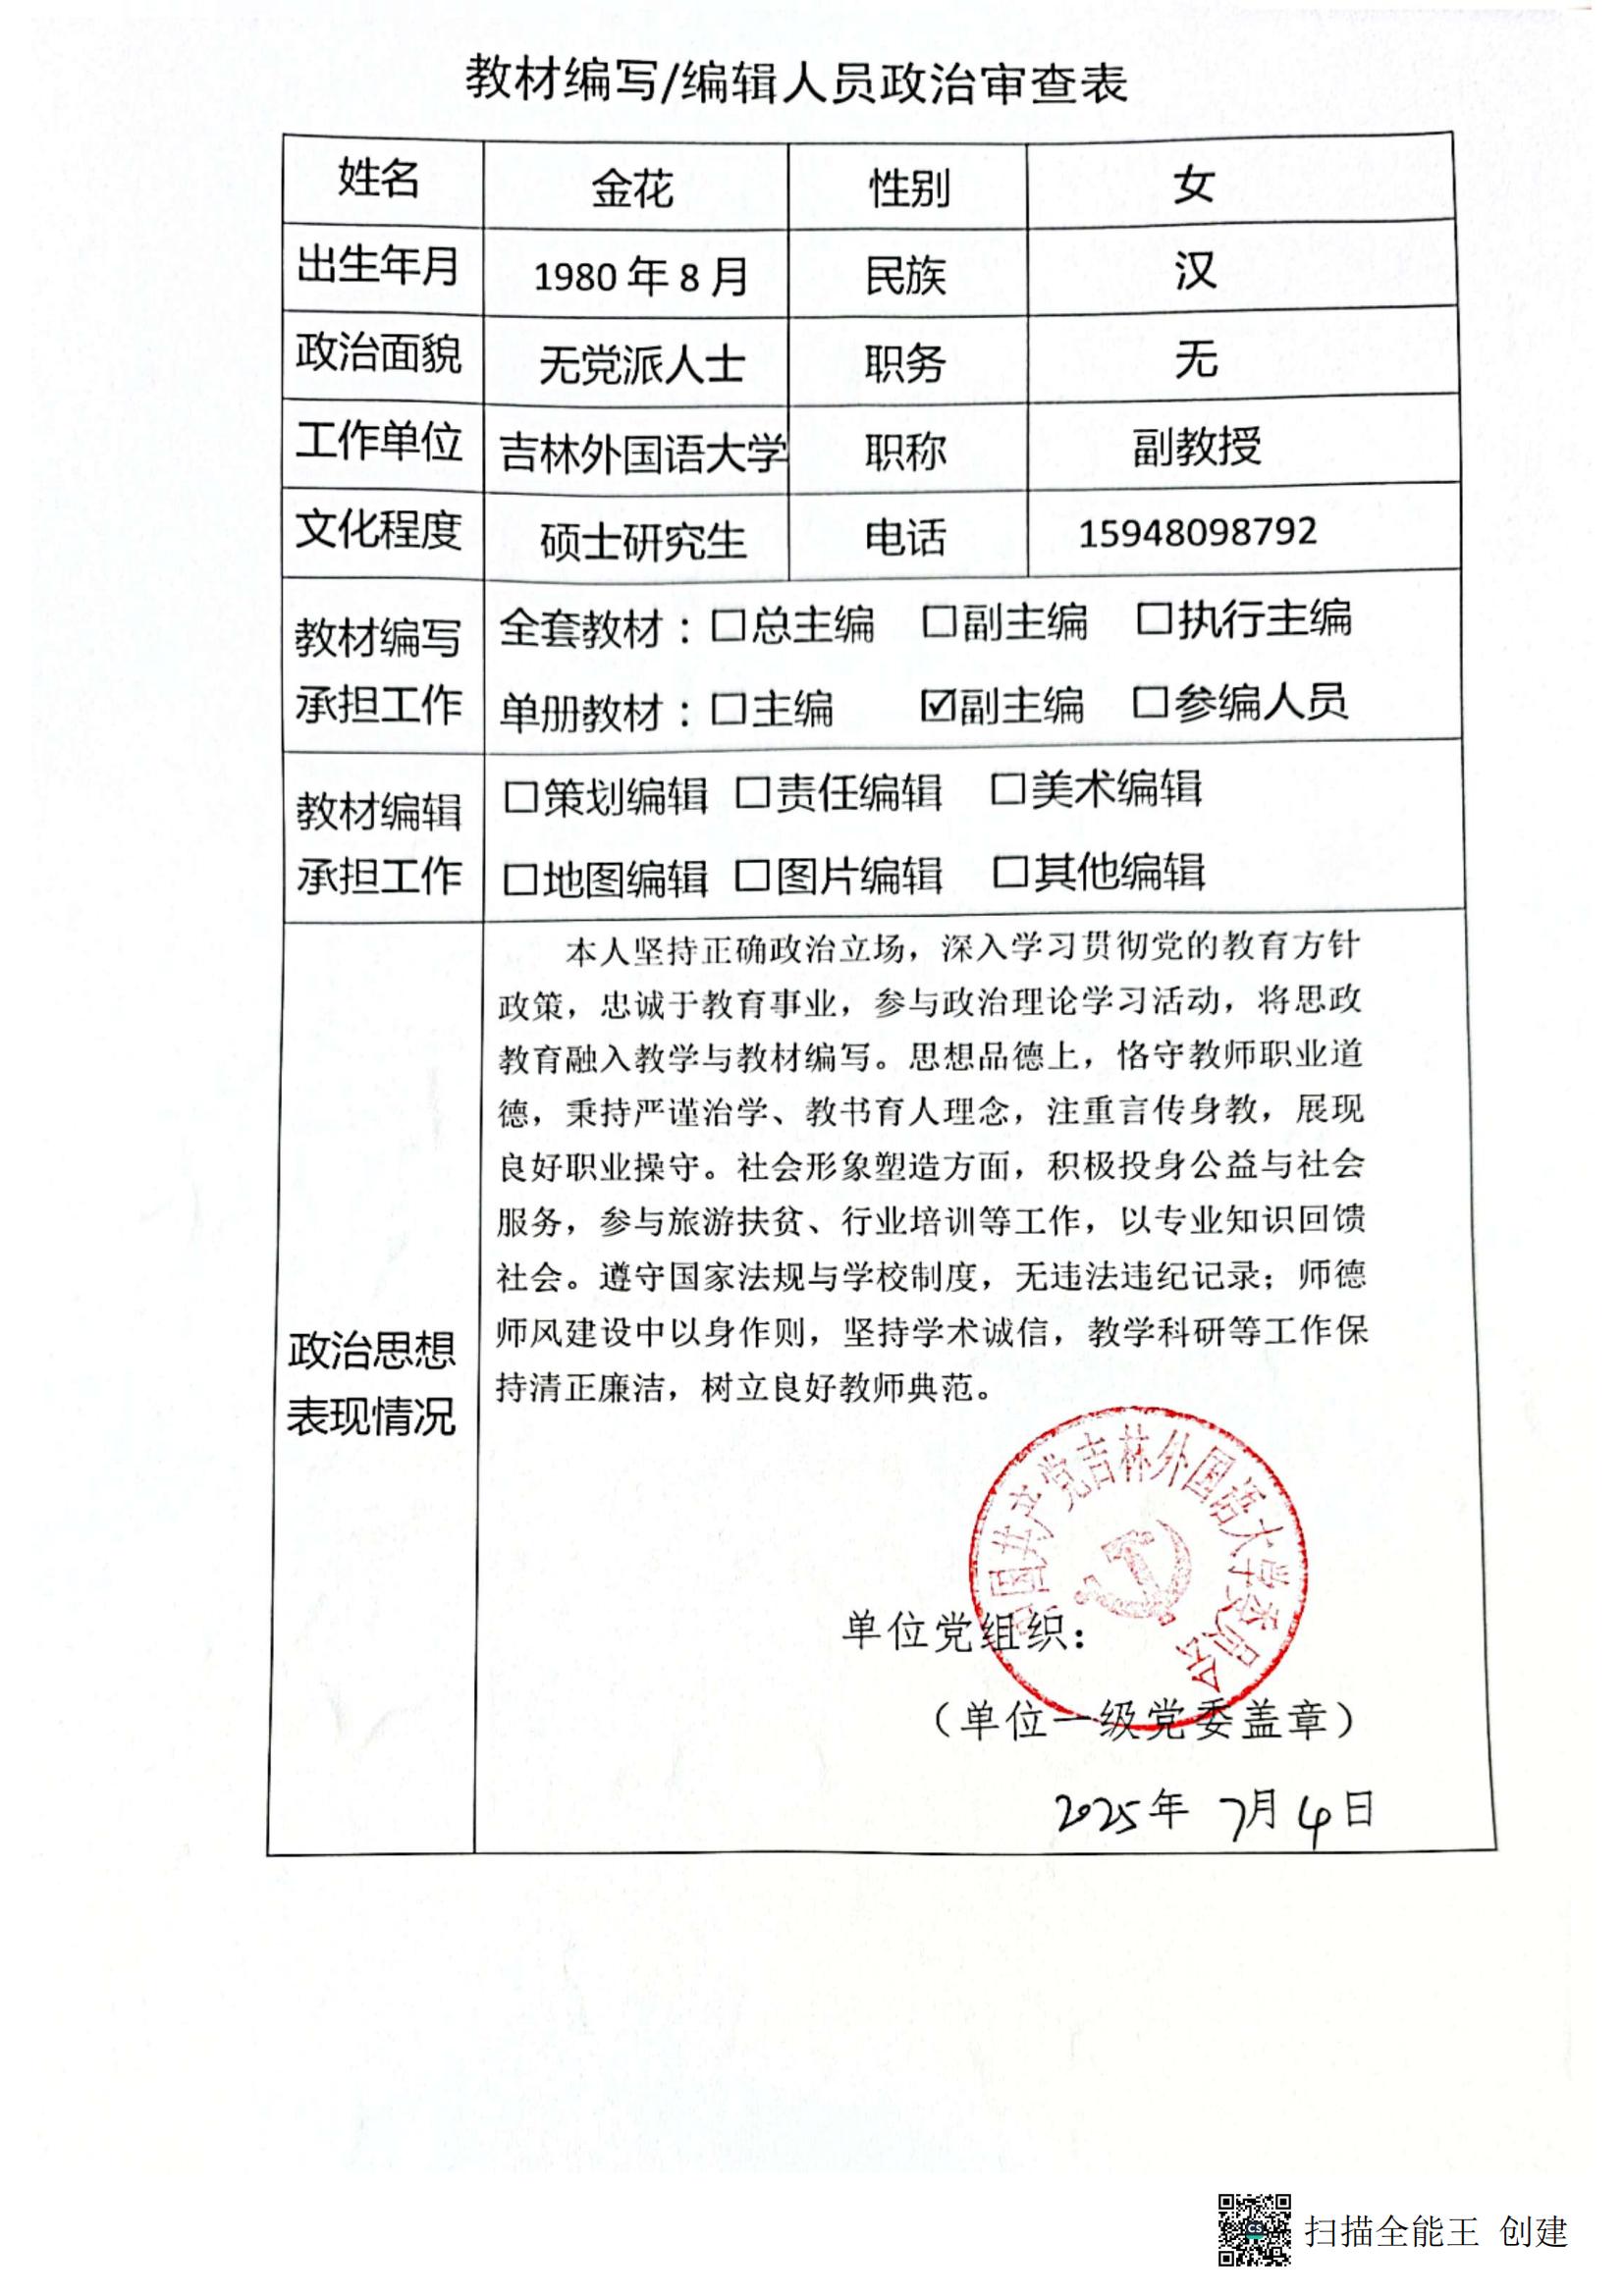 教材编写/编辑人员政治审查表
姓名 金花 性别 女
出生年月 1980年8月 民族 汉
政治面貌 无党派人士 职务 无
工作单位 吉林外国语大学 职称 副教授
文化程度 硕士研究生 电话 15948098792
教材编写 全套教材：□总主编 □副主编 □执行主编
承担工作 单册教材：□主编 ☑副主编 □参编人员
教材编辑 □策划编辑 □责任编辑 □美术编辑
承担工作 □地图编辑 □图片编辑 □其他编辑
本人坚持正确政治立场，深入学习贯彻党的教育方针
政策，忠诚于教育事业，参与政治理论学习活动，将思政
教育融入教学与教材编写。思想品德上，恪守教师职业道
德，秉持严谨治学、教书育人理念，注重言传身教，展现
良好职业操守。社会形象塑造方面，积极投身公益与社会
服务，参与旅游扶贫、行业培训等工作，以专业知识回馈
社会。遵守国家法规与学校制度，无违法违纪记录；师德
师风建设中以身作则，坚持学术诚信，教学科研等工作保
持清正廉洁，树立良好教师典范。
政治思想
表现情况
中国共产党吉林外国语大学委员会
单位党组织：
（单位一级党委盖章）
2025年 7月4日
CS
扫描全能王 创建